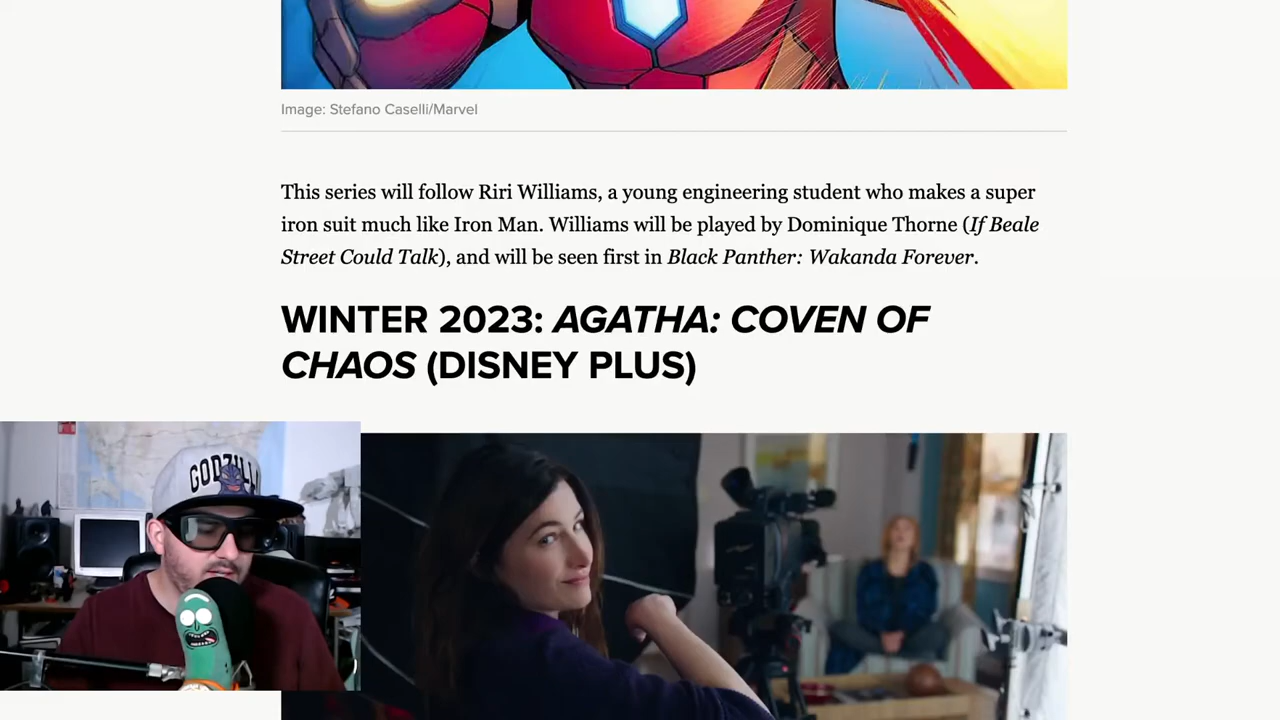 Image: Stefano Caselli/Marvel
This series will follow Riri Williams, a young engineering student who makes a super
iron suit much like Iron Man. Williams will be played by Dominique Thorne (If Beale
Street Could Talk), and will be seen first in Black Panther: Wakanda Forever.
WINTER 2023: AGATHA: COVEN OF
CHAOS (DISNEY PLUS)